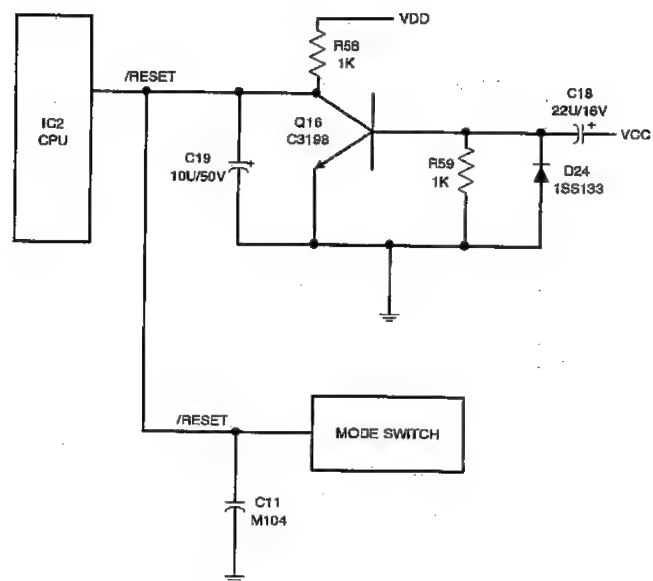 VDD
R58
1K
/RESET
IC2
CPU
Q16
C3198
C18
22U/16V
+
VCC
C19
+
10U/50V
R59
1K
D24
1SS133
/RESET
MODE SWITCH
C11
M104